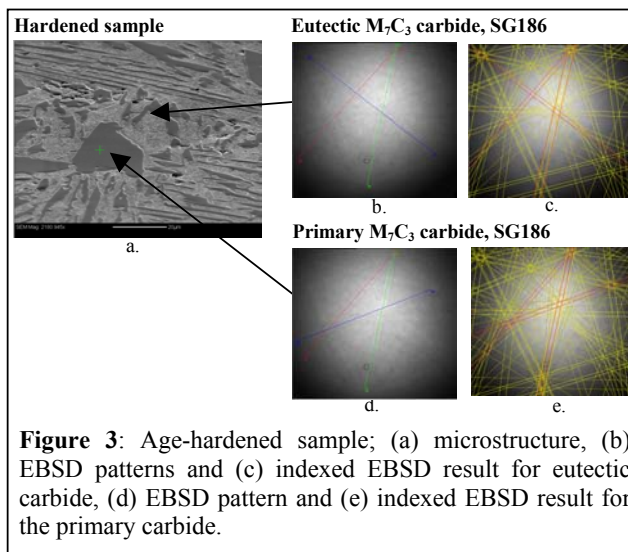 Hardened sample
Eutectic M₇C₃ carbide, SG186
a.
b.
c.
Primary M₇C₃ carbide, SG186
d.
e.
Figure 3: Age-hardened sample; (a) microstructure, (b)
EBSD patterns and (c) indexed EBSD result for eutectic
carbide, (d) EBSD pattern and (e) indexed EBSD result for
the primary carbide.